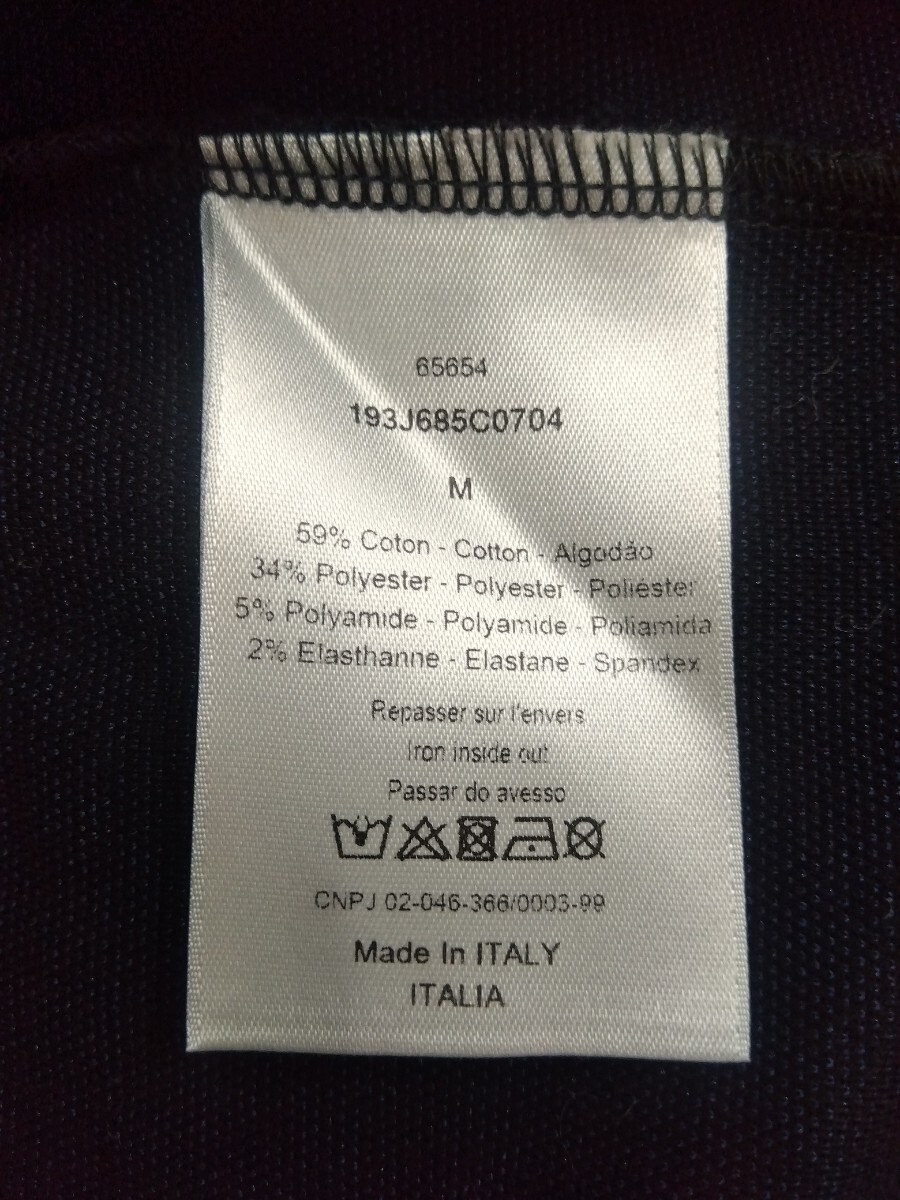 65654
193J685C0704
M
59% Coton - Cotton - Algodão
34% Polyester - Polyester - Poliéster
5% Polyamide - Polyamide - Poliamida
2% Elasthanne - Elastane - Spandex
Repasser sur l'envers
Iron inside out
Passar do avesso
CNPJ 02-046-366/0003-99
Made In ITALY
ITALIA